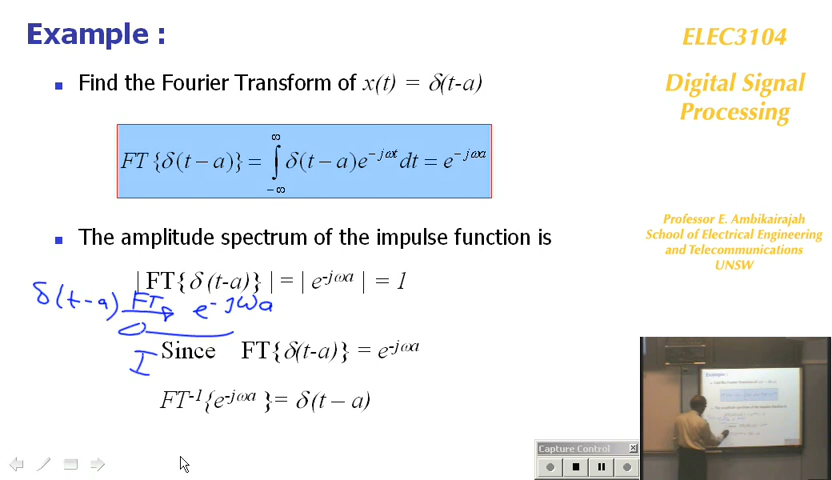 Example :
ELEC3104
Digital Signal
Processing
▪ Find the Fourier Transform of x(t) = δ(t-a)
FT{δ(t − a)} = ∫_{−∞}^{∞} δ(t − a)e^{−jωt} dt = e^{−jωa}
▪ The amplitude spectrum of the impulse function is
Professor E. Ambikairajah
School of Electrical Engineering
and Telecommunications
UNSW
| FT{ δ (t-a)} | = | e^{-jωa} | = 1
δ(t-a) FT e^{-jωa}
I
Since FT{δ(t-a)} = e^{-jωa}
FT^{-1}{e^{-jωa}}= δ(t – a)
Capture Control